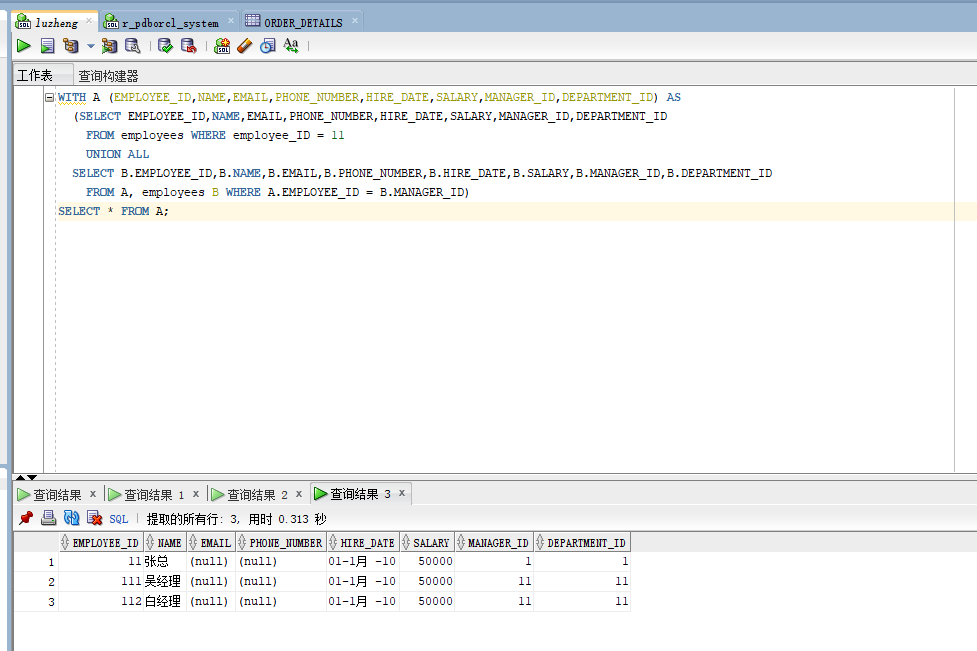 luzheng r_pdborcl_system ORDER_DETAILS
工作表 查询构建器
WITH A (EMPLOYEE_ID,NAME,EMAIL,PHONE_NUMBER,HIRE_DATE,SALARY,MANAGER_ID,DEPARTMENT_ID) AS
(SELECT EMPLOYEE_ID,NAME,EMAIL,PHONE_NUMBER,HIRE_DATE,SALARY,MANAGER_ID,DEPARTMENT_ID
FROM employees WHERE employee_ID = 11
UNION ALL
SELECT B.EMPLOYEE_ID,B.NAME,B.EMAIL,B.PHONE_NUMBER,B.HIRE_DATE,B.SALARY,B.MANAGER_ID,B.DEPARTMENT_ID
FROM A, employees B WHERE A.EMPLOYEE_ID = B.MANAGER_ID)
SELECT * FROM A;
查询结果 x 查询结果 1 x 查询结果 2 x 查询结果 3 x
SQL | 提取的所有行: 3, 用时 0.313 秒
EMPLOYEE_ID NAME EMAIL PHONE_NUMBER HIRE_DATE SALARY MANAGER_ID DEPARTMENT_ID
1 11 张总 (null) (null) 01-1月 -10 50000 1 1
2 111 吴经理 (null) (null) 01-1月 -10 50000 11 11
3 112 白经理 (null) (null) 01-1月 -10 50000 11 11